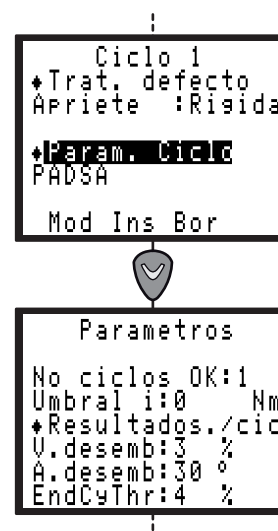 Ciclo 1
♦Trat. defecto
Apriete :Rigida
♦Param. Ciclo
PADSA
Mod Ins Bor
Parametros
No ciclos OK:1
Umbral i:0 Nm
♦Resultados./cic
V.desemb:3 %
A.desemb:30 °
EndCyThr:4 %